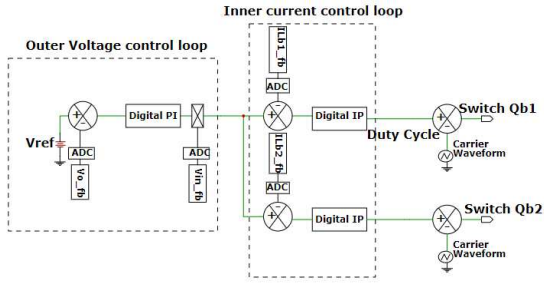 Inner current control loop
Outer Voltage control loop
ILb1_fb
ADC
Digital PI
Digital IP
Switch Qb1
Duty Cycle
Carrier
Waveform
Vref
ADC
Vo_fb
ADC
Vin_fb
ILb2_fb
ADC
Digital IP
Switch Qb2
Carrier
Waveform